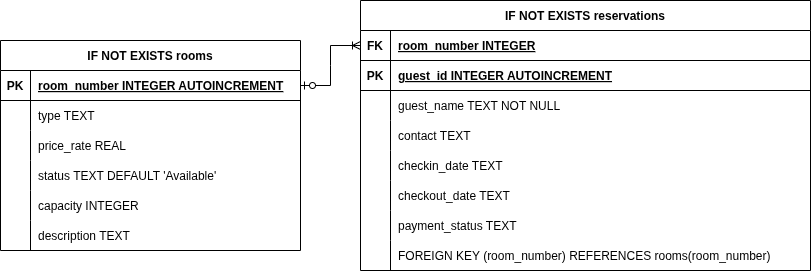 IF NOT EXISTS rooms
PK room_number INTEGER AUTOINCREMENT
type TEXT
price_rate REAL
status TEXT DEFAULT 'Available'
capacity INTEGER
description TEXT
IF NOT EXISTS reservations
FK room_number INTEGER
PK guest_id INTEGER AUTOINCREMENT
guest_name TEXT NOT NULL
contact TEXT
checkin_date TEXT
checkout_date TEXT
payment_status TEXT
FOREIGN KEY (room_number) REFERENCES rooms(room_number)